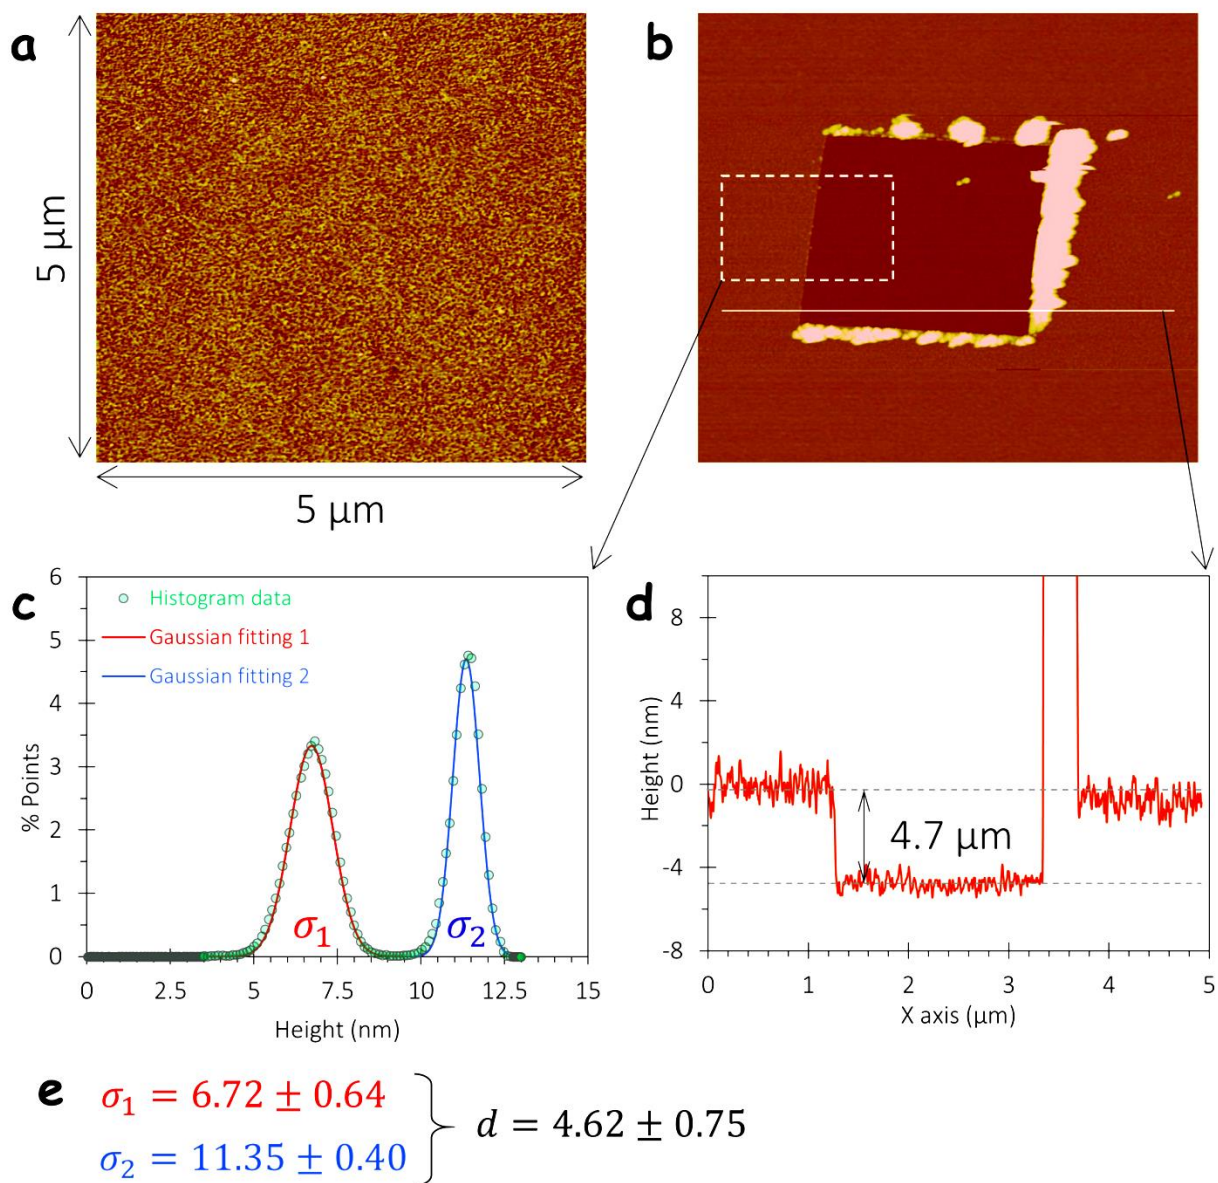 a
5 µm
5 µm
b
c
Histogram data
Gaussian fitting 1
Gaussian fitting 2
6
5
4
3
2
1
0
% Points
σ₁
σ₂
0 2.5 5 7.5 10 12.5 15
Height (nm)
d
8
4
0
-4
-8
Height (nm)
4.7 µm
0 1 2 3 4 5
X axis (µm)
e
σ₁ = 6.72 ± 0.64
σ₂ = 11.35 ± 0.40
d = 4.62 ± 0.75